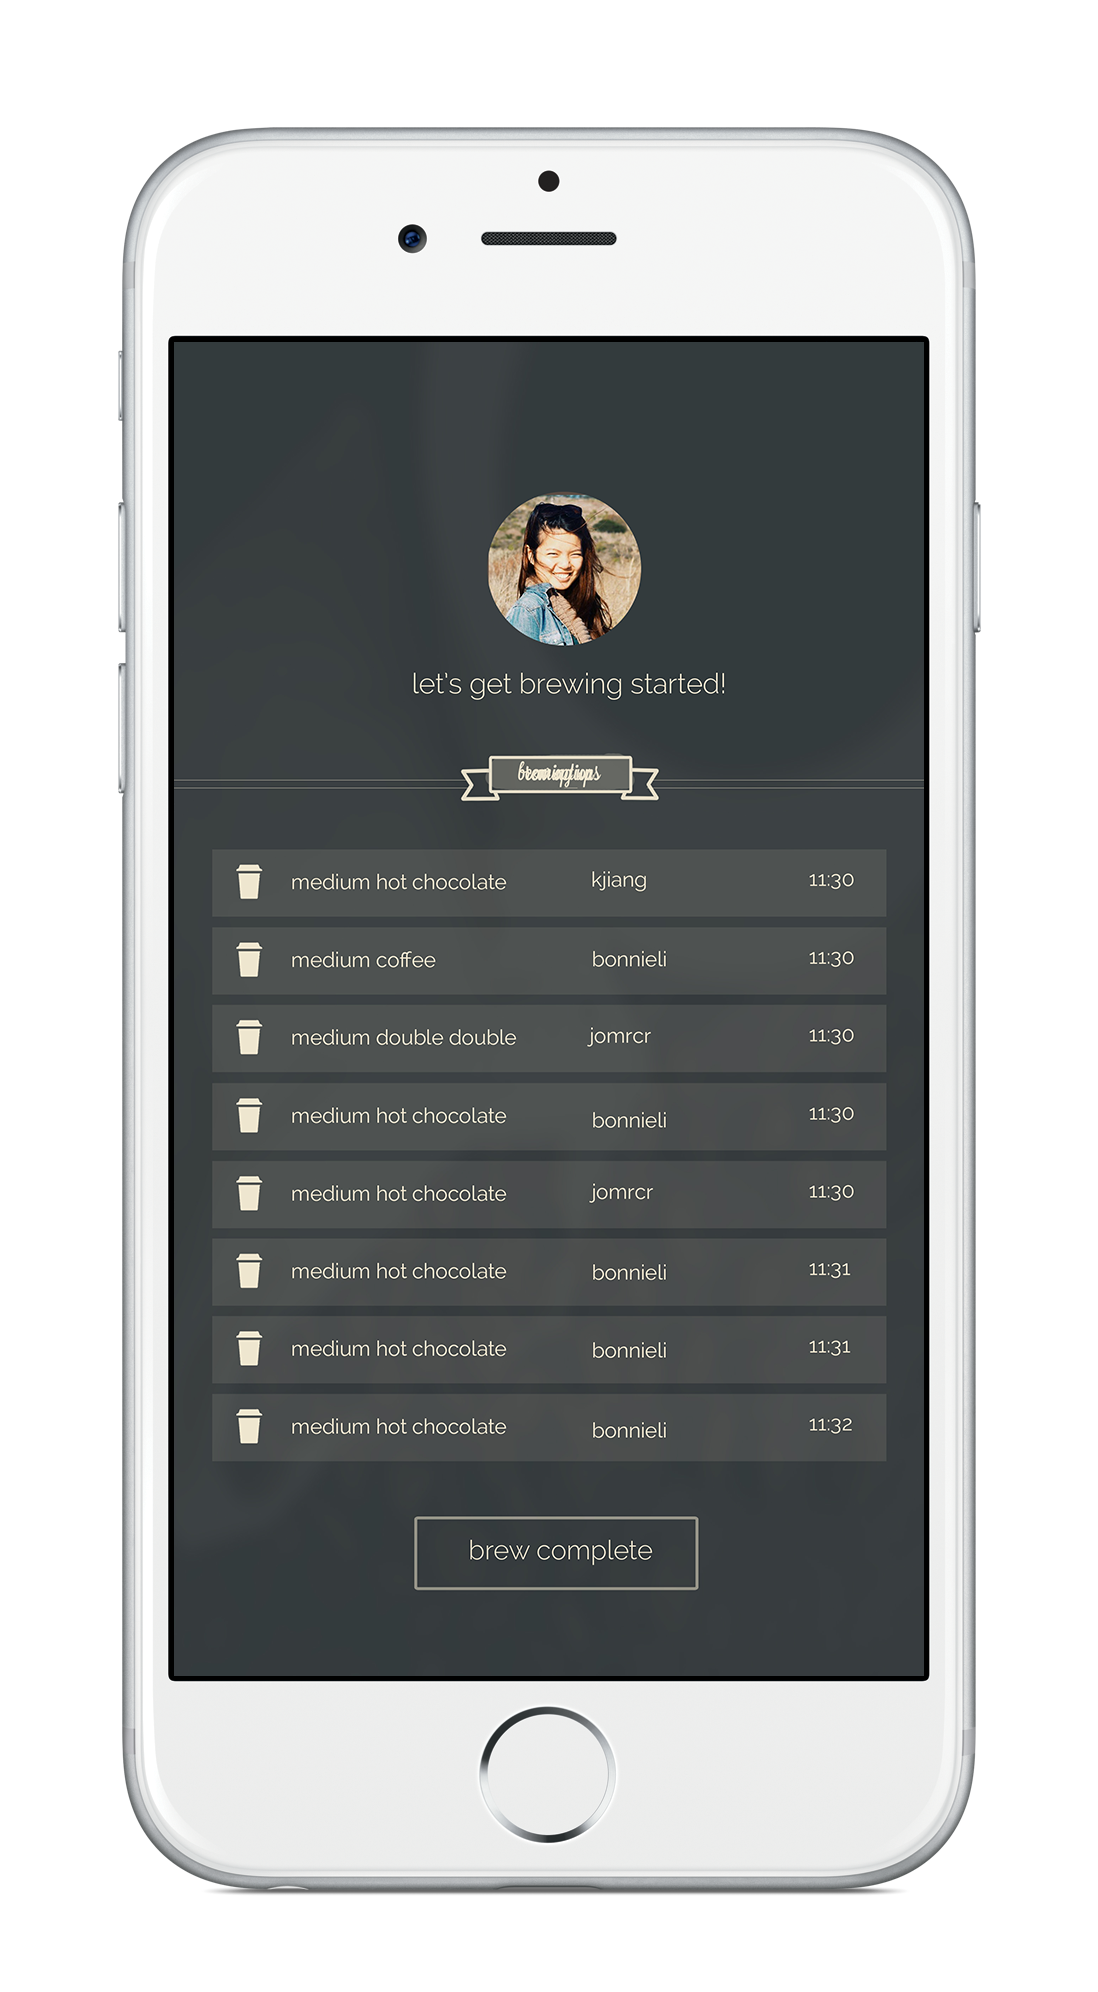 let's get brewing started!
medium hot chocolate kjiang 11:30
medium coffee bonnieli 11:30
medium double double jomrcr 11:30
medium hot chocolate bonnieli 11:30
medium hot chocolate jomrcr 11:30
medium hot chocolate bonnieli 11:31
medium hot chocolate bonnieli 11:31
medium hot chocolate bonnieli 11:32
brew complete